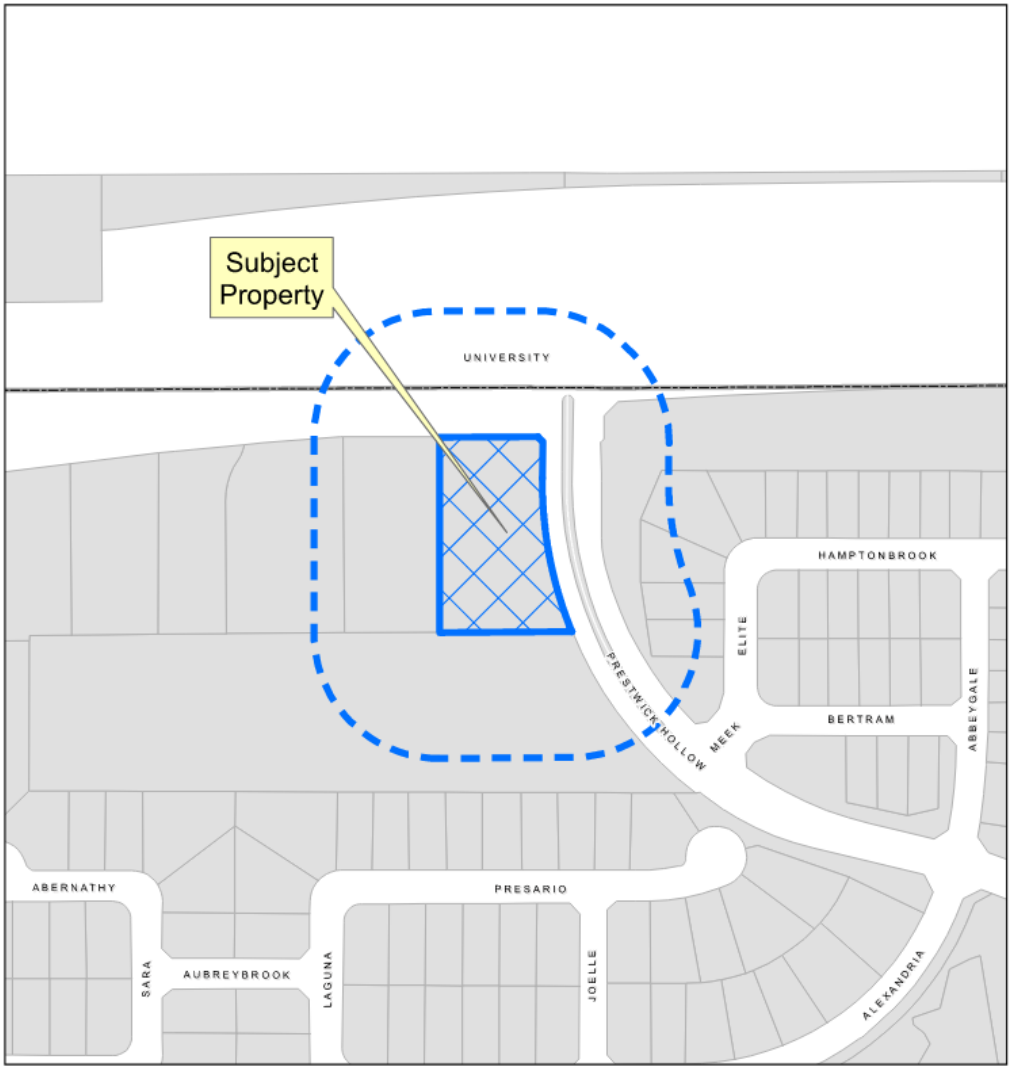 Subject
Property
UNIVERSITY
HAMPTONBROOK
ELITE
PRESTWICK HOLLOW
MEEK
BERTRAM
ABBEYGALE
ABERNATHY
PRESARIO
SARA
AUBREYBROOK
LAGUNA
JOELLE
ALEXANDRIA